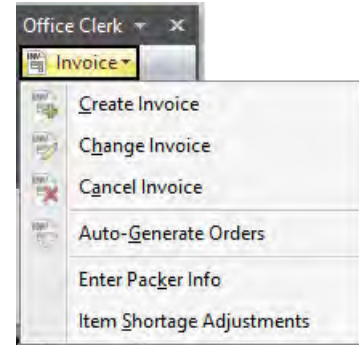 Office Clerk
Invoice
Create Invoice
Change Invoice
Cancel Invoice
Auto-Generate Orders
Enter Packer Info
Item Shortage Adjustments